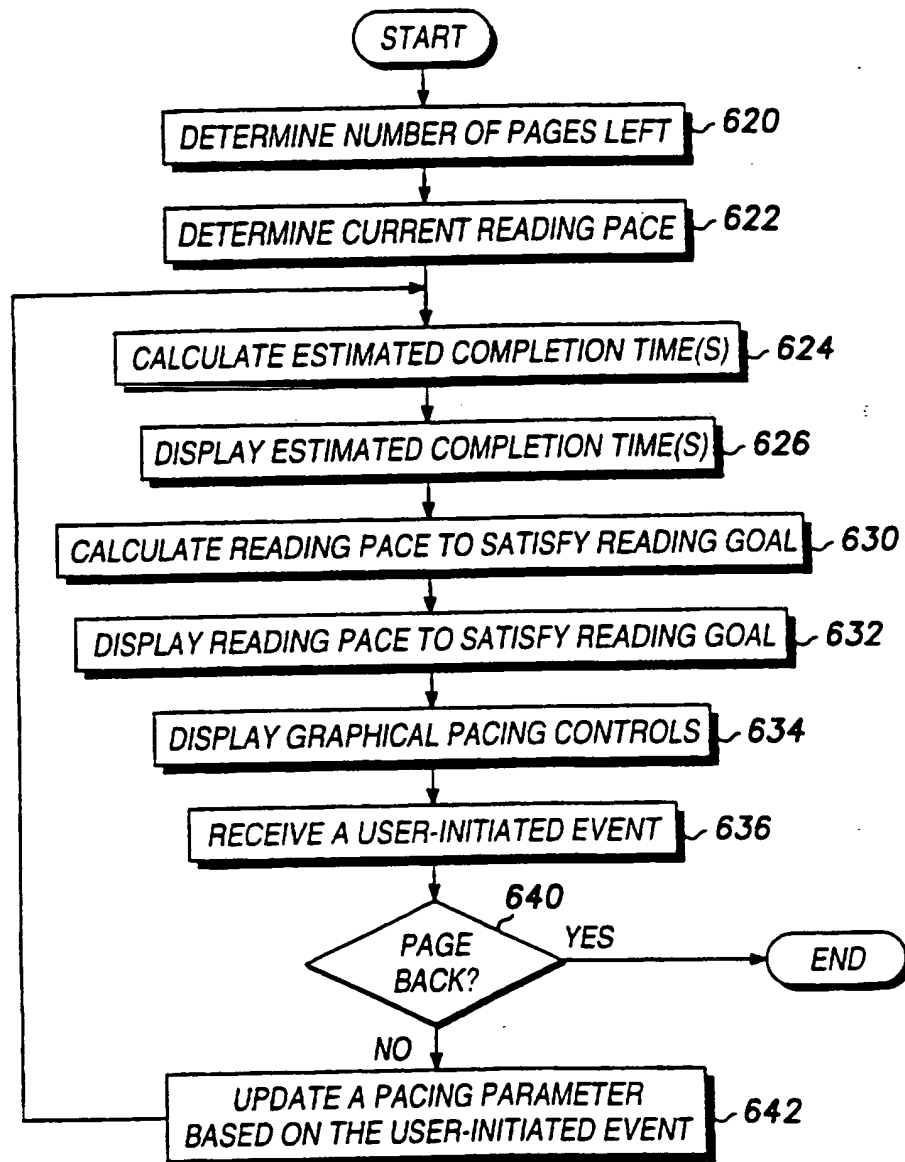 START
DETERMINE NUMBER OF PAGES LEFT 620
DETERMINE CURRENT READING PACE 622
CALCULATE ESTIMATED COMPLETION TIME(S) 624
DISPLAY ESTIMATED COMPLETION TIME(S) 626
CALCULATE READING PACE TO SATISFY READING GOAL 630
DISPLAY READING PACE TO SATISFY READING GOAL 632
DISPLAY GRAPHICAL PACING CONTROLS 634
RECEIVE A USER-INITIATED EVENT 636
640
PAGE
BACK?
YES
END
NO
UPDATE A PACING PARAMETER
BASED ON THE USER-INITIATED EVENT 642